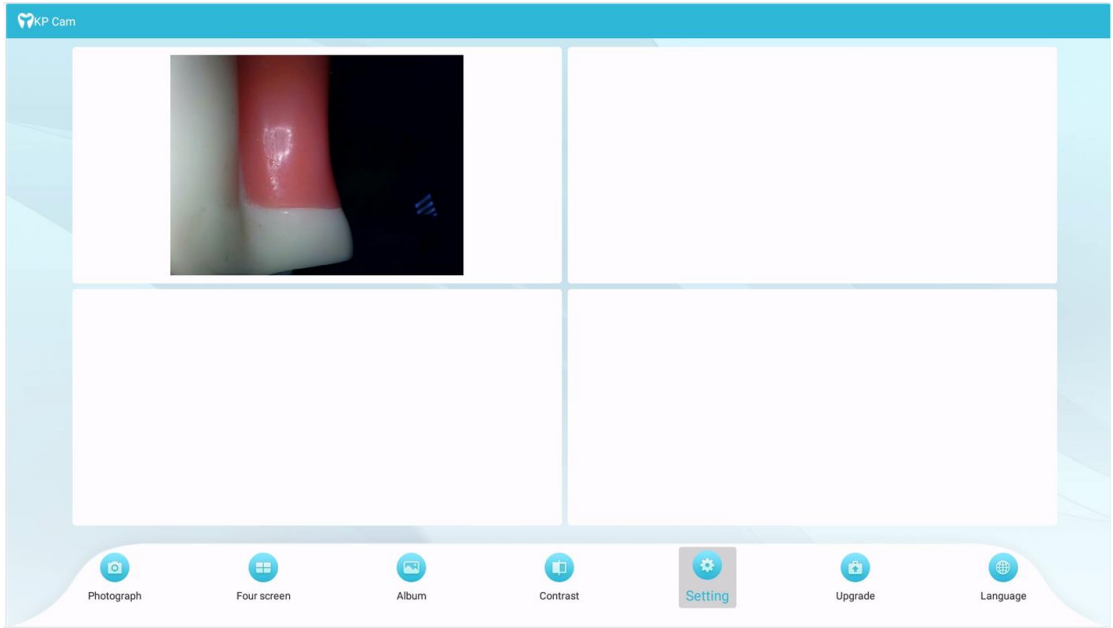 KP Cam
Photograph
Four screen
Album
Contrast
Setting
Upgrade
Language